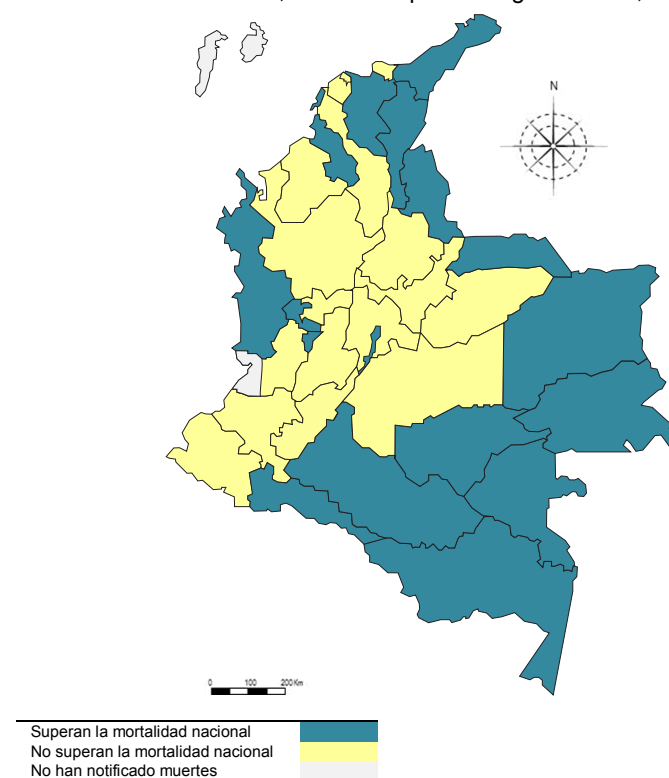 N
0 100 200 Km
Superan la mortalidad nacional
No superan la mortalidad nacional
No han notificado muertes